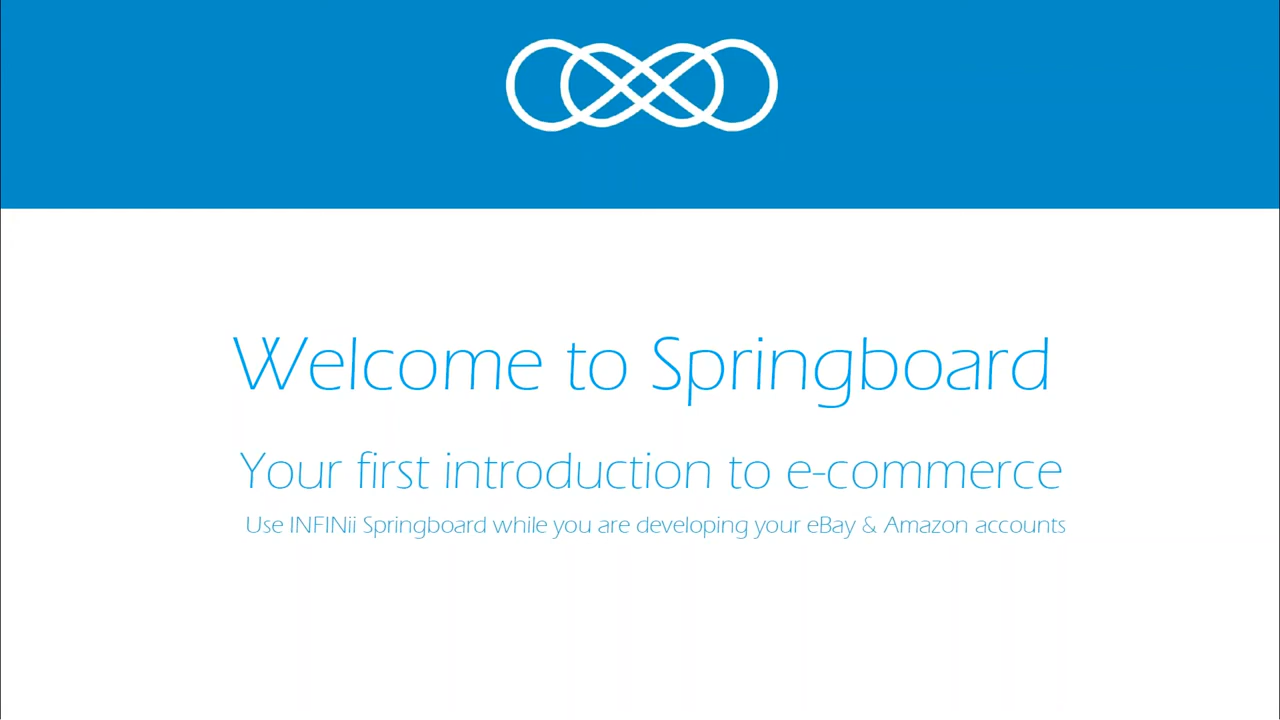 Welcome to Springboard
Your first introduction to e-commerce
Use INFINii Springboard while you are developing your eBay & Amazon accounts